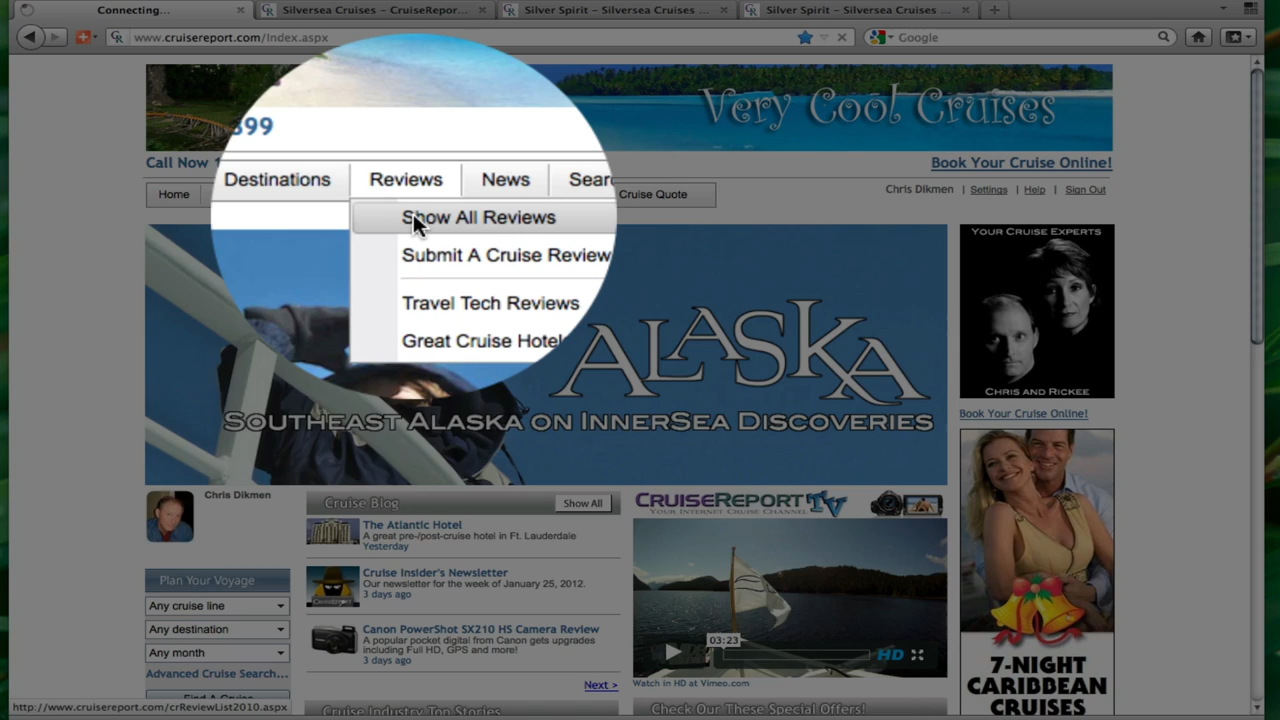 Connecting...
Silversea Cruises – CruiseRepor...
Silver Spirit – Silversea Cruises ...
Silver Spirit – Silversea Cruises ...
www.cruisereport.com/Index.aspx
Google
Very Cool Cruises
399
Call Now 1
Book Your Cruise Online!
Home
Destinations
Reviews
News
Sear
Cruise Quote
Chris Dikmen
Settings
Help
Sign Out
Show All Reviews
Submit A Cruise Review
Travel Tech Reviews
Great Cruise Hotel
YOUR CRUISE EXPERTS
CHRIS AND RICKEE
Book Your Cruise Online!
ALASKA
SOUTHEAST ALASKA ON INNERSEA DISCOVERIES
Chris Dikmen
Plan Your Voyage
Any cruise line
Any destination
Any month
Advanced Cruise Search...
Find A Cruise
Cruise Blog
Show All
The Atlantic Hotel
A great pre-/post-cruise hotel in Ft. Lauderdale
Yesterday
Cruise Insider's Newsletter
Our newsletter for the week of January 25, 2012.
3 days ago
Canon PowerShot SX210 HS Camera Review
A popular pocket digital from Canon gets upgrades
including Full HD, GPS and more!
3 days ago
Next >
Cruise Industry Top Stories
CRUISEREPORT TV
YOUR INTERNET CRUISE CHANNEL
03:23
HD
Watch in HD at Vimeo.com
Check Our These Special Offers!
7-NIGHT
CARIBBEAN
CRUISES
http://www.cruisereport.com/crReviewList2010.aspx